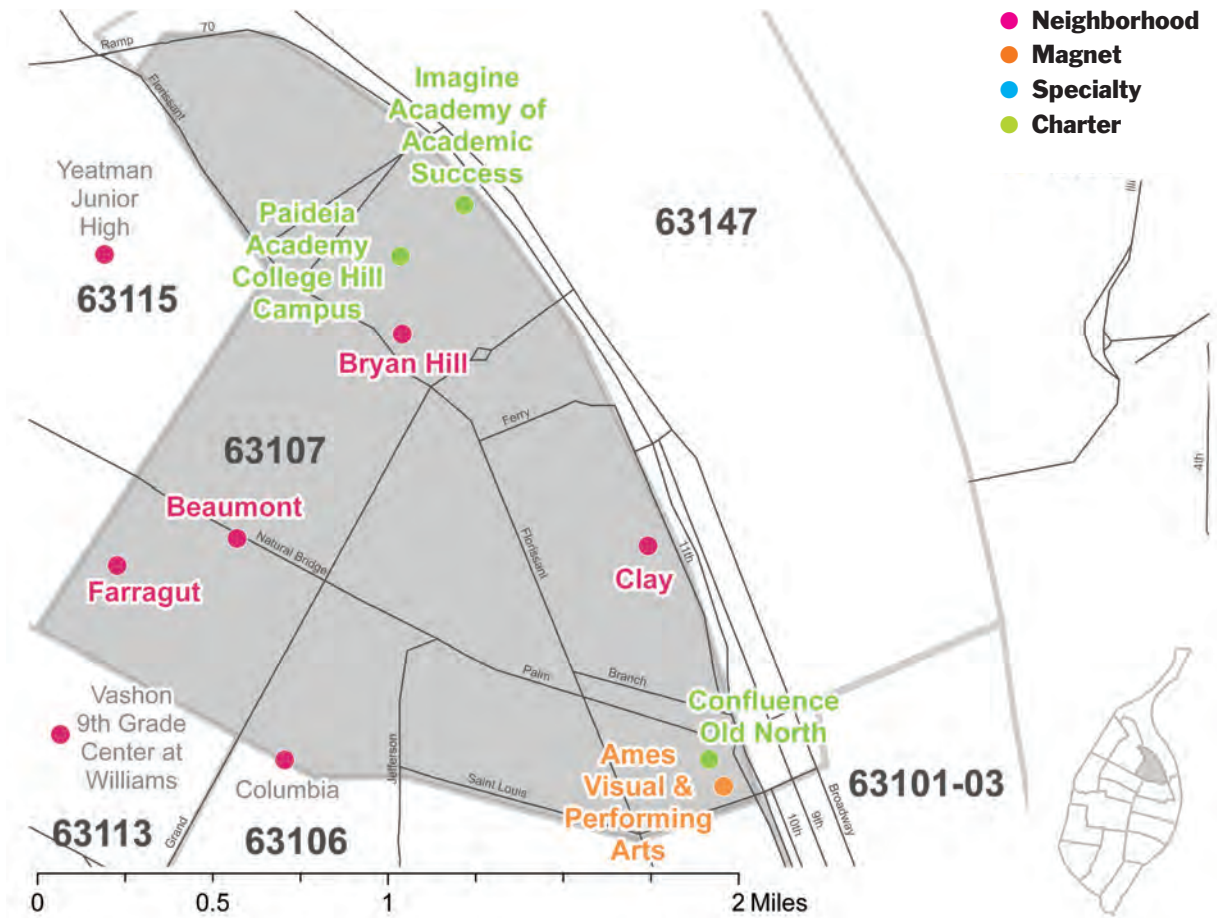 Neighborhood
Magnet
Specialty
Charter
Ramp
70
Florissant
Imagine
Academy of
Academic
Success
Yeatman
Junior
High
63115
Paideia
Academy
College Hill
Campus
63147
Bryan Hill
Ferry
63107
Beaumont
Natural Bridge
Farragut
Florissant
11th
Clay
4th
Palm
Branch
Confluence
Old North
Vashon
9th Grade
Center at
Williams
Columbia
Jefferson
Saint Louis
Ames
Visual &
Performing
Arts
63101-03
63113
Grand
63106
10th
9th
Broadway
0
0.5
1
2 Miles